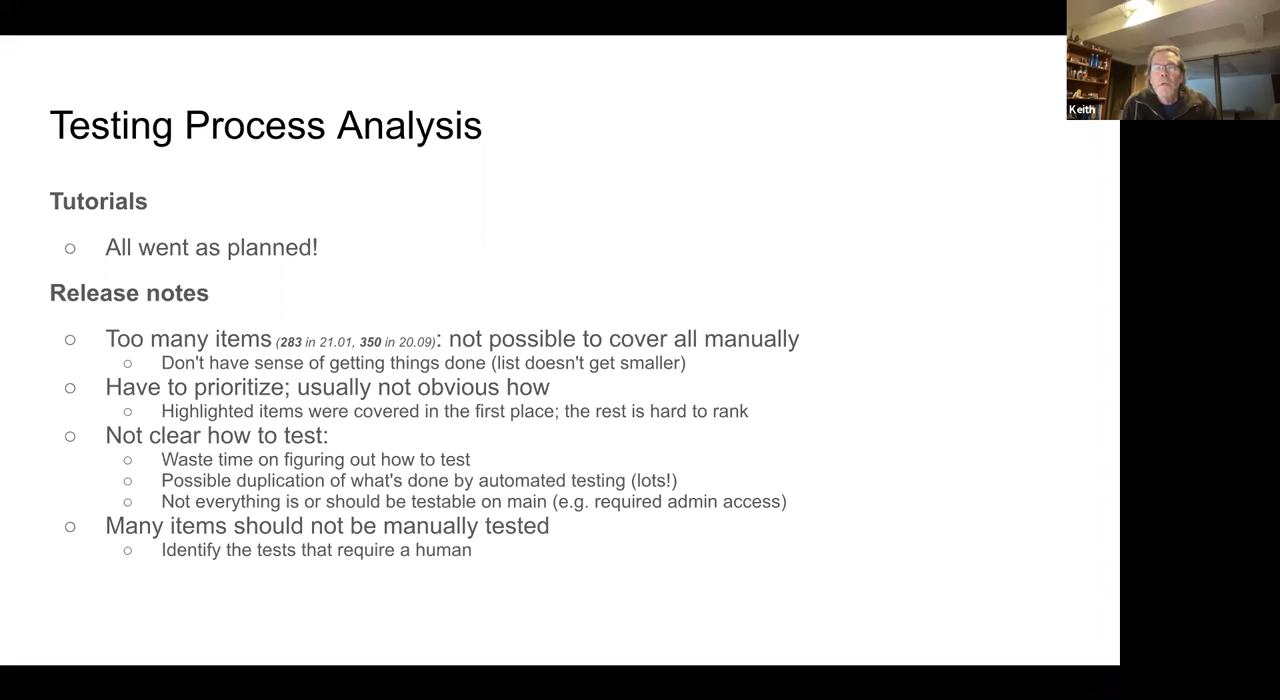 Keith
Testing Process Analysis
Tutorials
○ All went as planned!
Release notes
○ Too many items (283 in 21.01, 350 in 20.09): not possible to cover all manually
○ Don't have sense of getting things done (list doesn't get smaller)
○ Have to prioritize; usually not obvious how
○ Highlighted items were covered in the first place; the rest is hard to rank
○ Not clear how to test:
○ Waste time on figuring out how to test
○ Possible duplication of what's done by automated testing (lots!)
○ Not everything is or should be testable on main (e.g. required admin access)
○ Many items should not be manually tested
○ Identify the tests that require a human